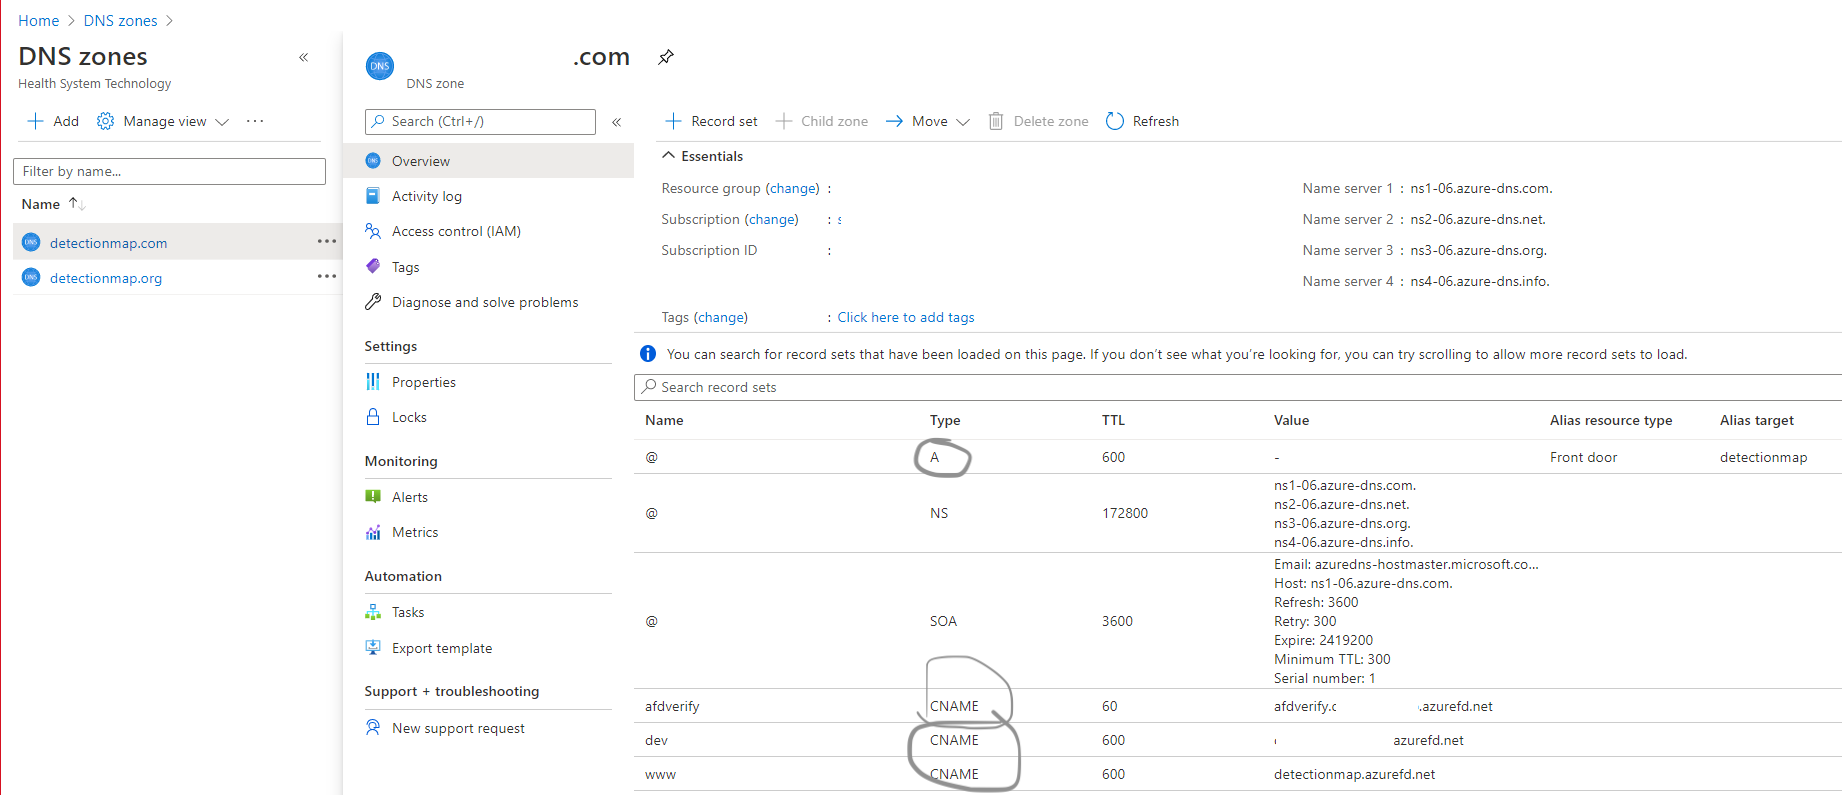 Home > DNS zones >
DNS zones
«
Health System Technology
+ Add
Manage view
...
Filter by name...
Name ↑↓
DNS detectionmap.com ...
DNS detectionmap.org ...
DNS
.com
DNS zone
Search (Ctrl+/)
«
DNS Overview
Activity log
Access control (IAM)
Tags
Diagnose and solve problems
Settings
Properties
Locks
Monitoring
Alerts
Metrics
Automation
Tasks
Export template
Support + troubleshooting
New support request
+ Record set
+ Child zone
→ Move
Delete zone
Refresh
Essentials
Resource group (change) :
Subscription (change) : s
Subscription ID :
Tags (change) : Click here to add tags
Name server 1 : ns1-06.azure-dns.com.
Name server 2 : ns2-06.azure-dns.net.
Name server 3 : ns3-06.azure-dns.org.
Name server 4 : ns4-06.azure-dns.info.
You can search for record sets that have been loaded on this page. If you don't see what you're looking for, you can try scrolling to allow more record sets to load.
Search record sets
Name Type TTL Value Alias resource type Alias target
@ A 600 - Front door detectionmap
@ NS 172800
ns1-06.azure-dns.com.
ns2-06.azure-dns.net.
ns3-06.azure-dns.org.
ns4-06.azure-dns.info.
@ SOA 3600
Email: azuredns-hostmaster.microsoft.co...
Host: ns1-06.azure-dns.com.
Refresh: 3600
Retry: 300
Expire: 2419200
Minimum TTL: 300
Serial number: 1
afdverify CNAME 60 afdverify.c .azurefd.net
dev CNAME 600 azurefd.net
www CNAME 600 detectionmap.azurefd.net